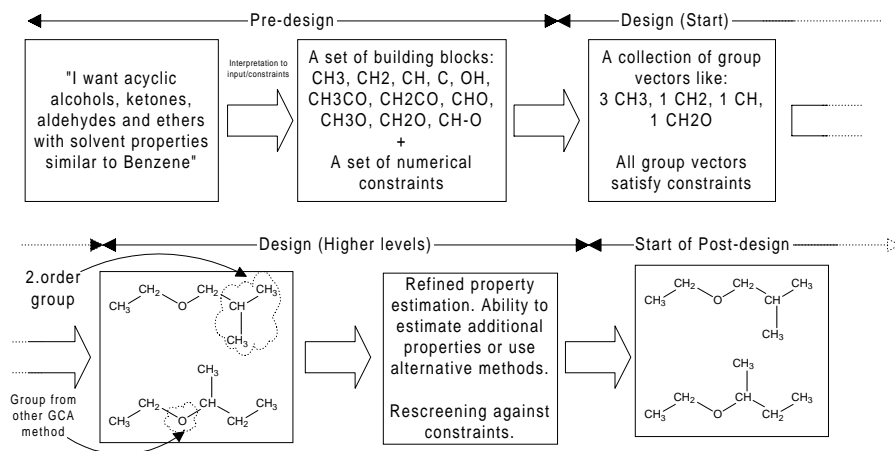 Pre-design
Design (Start)
"I want acyclic
alcohols, ketones,
aldehydes and ethers
with solvent properties
similar to Benzene"
Interpretation to
input/constraints
A set of building blocks:
CH3, CH2, CH, C, OH,
CH3CO, CH2CO, CHO,
CH3O, CH2O, CH-O
+
A set of numerical
constraints
A collection of group
vectors like:
3 CH3, 1 CH2, 1 CH,
1 CH2O
All group vectors
satisfy constraints
Design (Higher levels)
Start of Post-design
2.order
group
CH₃ CH₂ O CH₂ CH CH₃
CH₃
CH₃
CH₃ CH₂ O CH CH₂ CH₃
Group from
other GCA
method
Refined property
estimation. Ability to
estimate additional
properties or use
alternative methods.
Rescreening against
constraints.
H₃C CH₂ O CH₂ CH CH₃
CH₃
CH₃
H₃C CH₂ O CH CH₂ CH₃